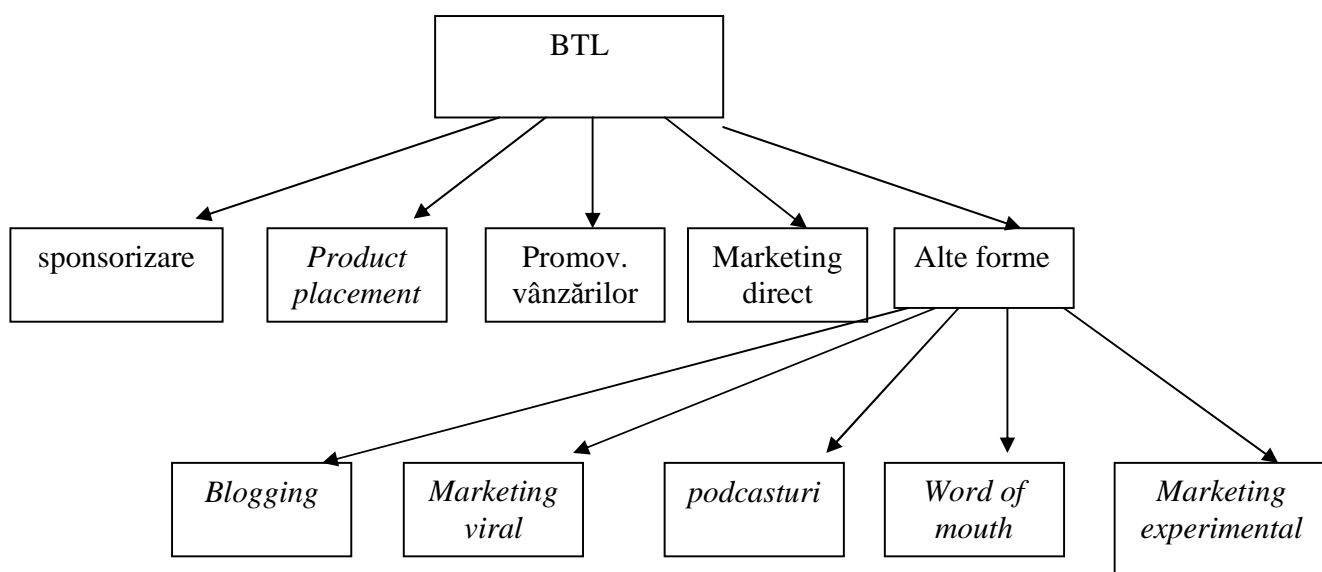 BTL
sponsorizare
Product
placement
Promov.
vânzărilor
Marketing
direct
Alte forme
Blogging
Marketing
viral
podcasturi
Word of
mouth
Marketing
experimental